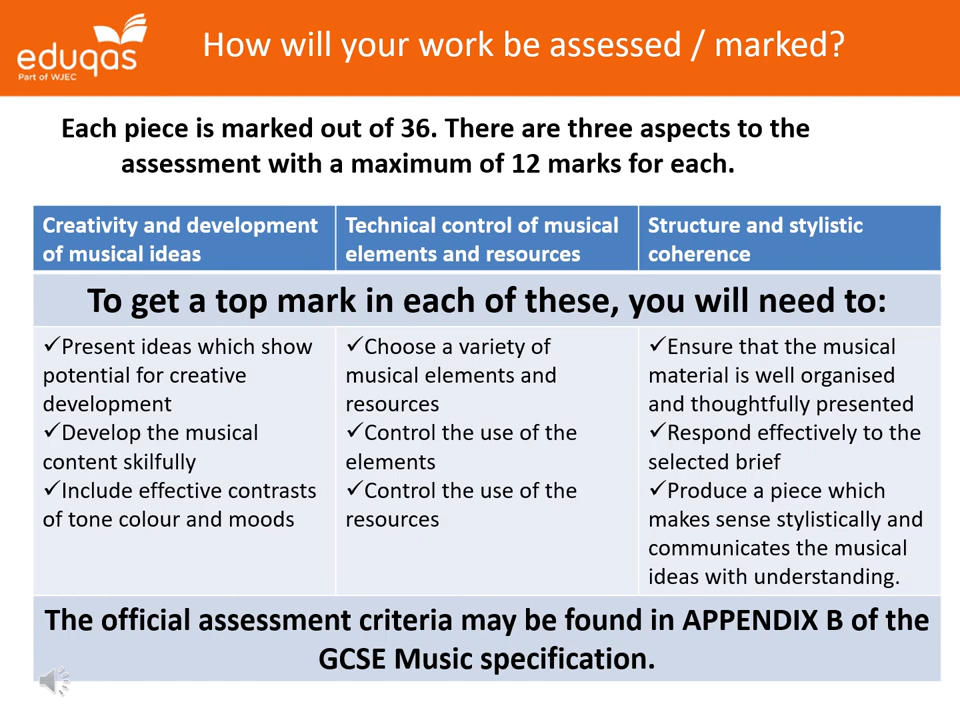 eduqas
Part of WJEC
How will your work be assessed / marked?
Each piece is marked out of 36. There are three aspects to the
assessment with a maximum of 12 marks for each.
Creativity and development
of musical ideas
Technical control of musical
elements and resources
Structure and stylistic
coherence
To get a top mark in each of these, you will need to:
✓Present ideas which show
potential for creative
development
✓Develop the musical
content skilfully
✓Include effective contrasts
of tone colour and moods
✓Choose a variety of
musical elements and
resources
✓Control the use of the
elements
✓Control the use of the
resources
✓Ensure that the musical
material is well organised
and thoughtfully presented
✓Respond effectively to the
selected brief
✓Produce a piece which
makes sense stylistically and
communicates the musical
ideas with understanding.
The official assessment criteria may be found in APPENDIX B of the
GCSE Music specification.